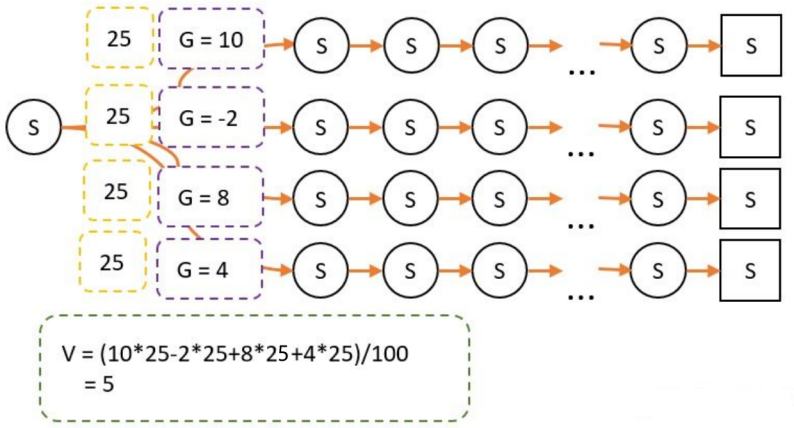 25 G = 10 S S S ... S S
S 25 G = -2 S S S ... S S
25 G = 8 S S S ... S S
25 G = 4 S S S ... S S
V = (10*25-2*25+8*25+4*25)/100
= 5